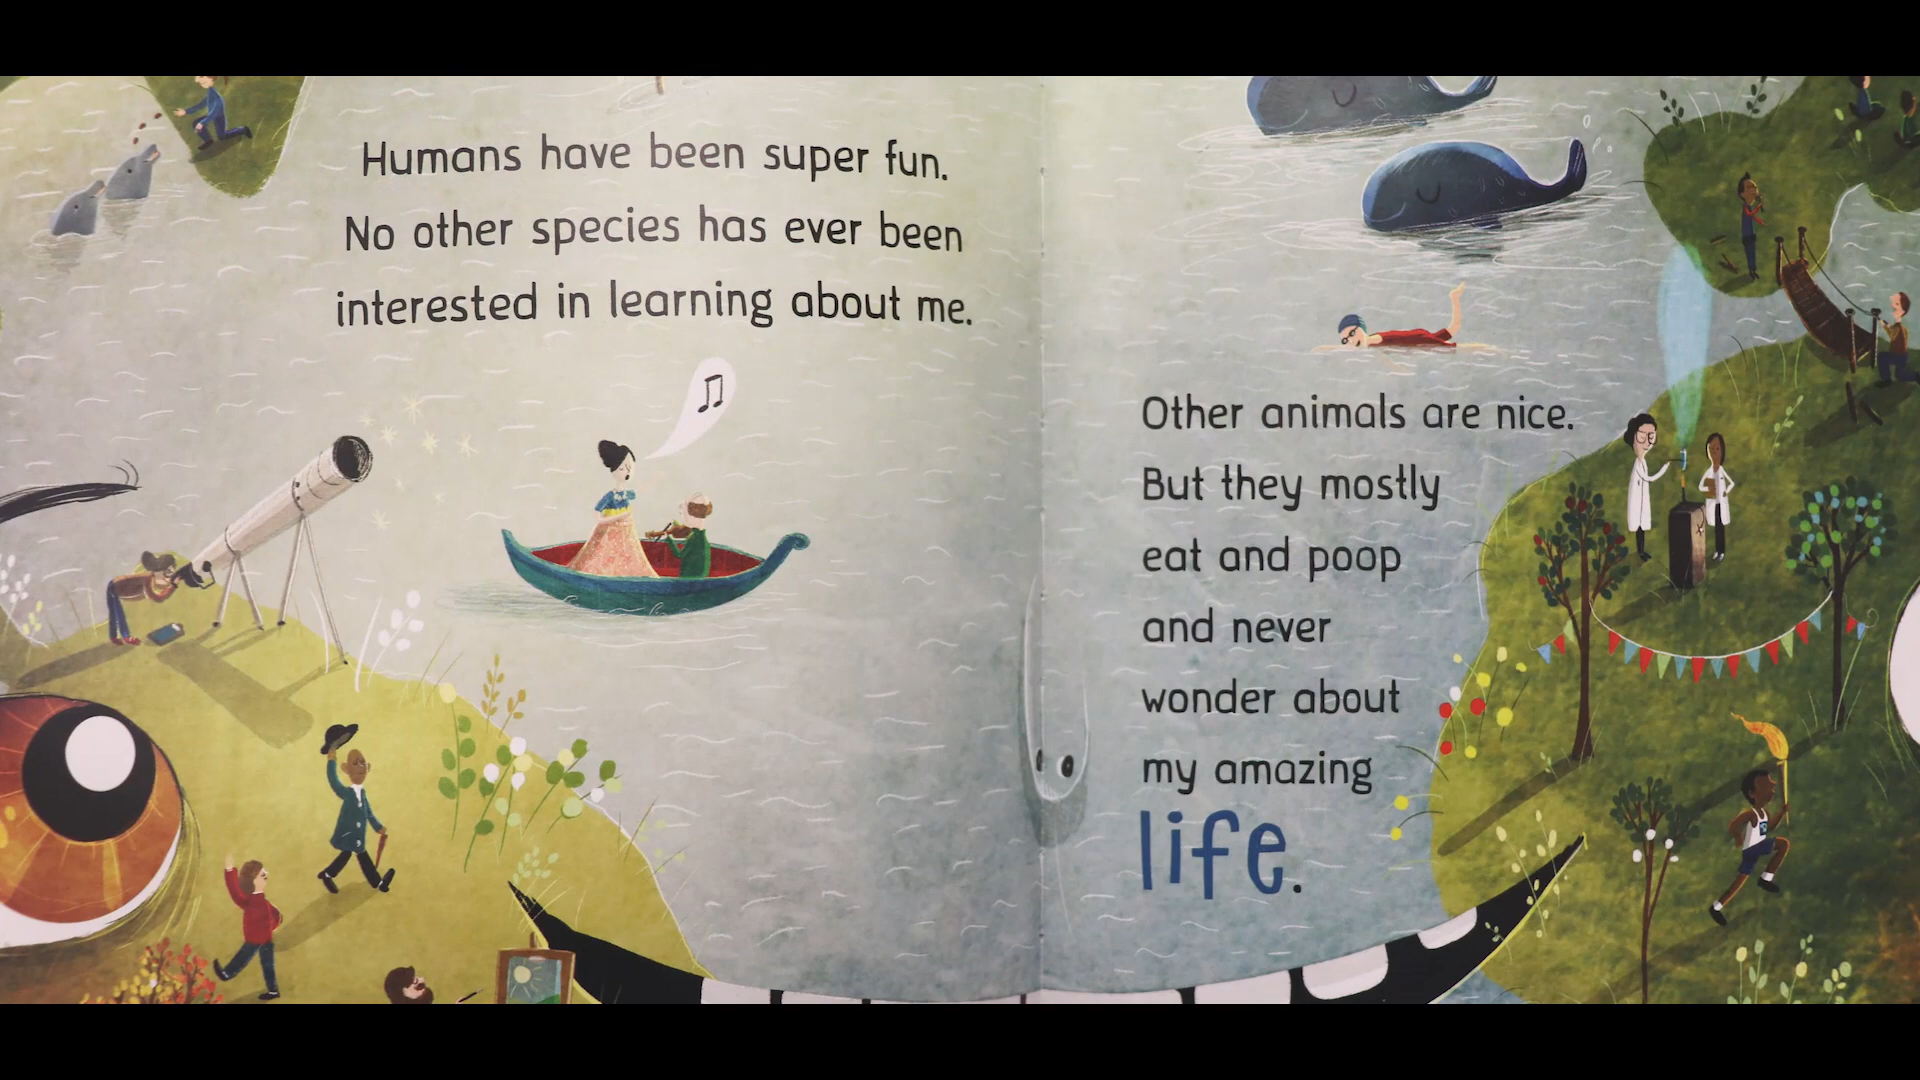 Humans have been super fun.
No other species has ever been
interested in learning about me.
Other animals are nice.
But they mostly
eat and poop
and never
wonder about
my amazing
life.